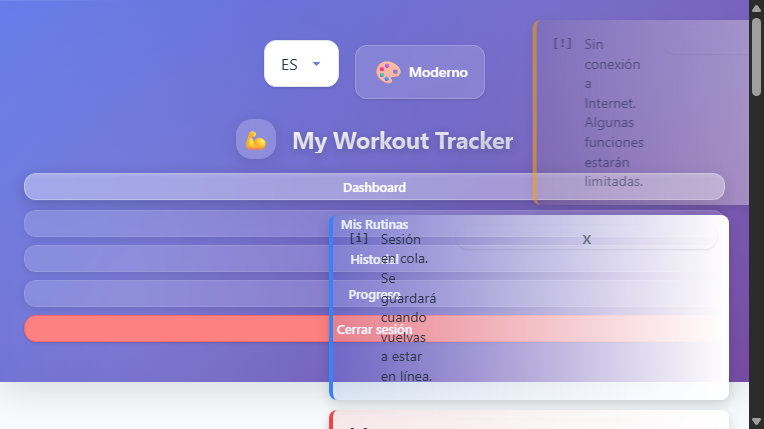 ES
Moderno
My Workout Tracker
Dashboard
Mis Rutinas
Historial
Progreso
Cerrar sesión
[!]
Sin
conexión
a
Internet.
Algunas
funciones
estarán
limitadas.
[i]
Sesión
en cola.
Se
guardará
cuando
vuelvas
a estar
en línea.
X